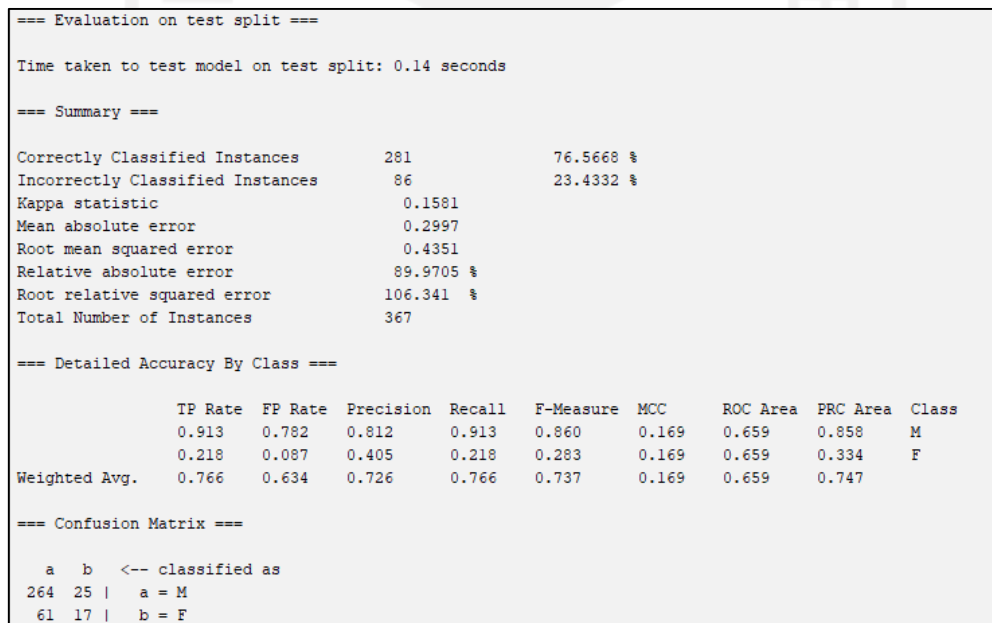 === Evaluation on test split ===
Time taken to test model on test split: 0.14 seconds
=== Summary ===
Correctly Classified Instances 281 76.5668 %
Incorrectly Classified Instances 86 23.4332 %
Kappa statistic 0.1581
Mean absolute error 0.2997
Root mean squared error 0.4351
Relative absolute error 89.9705 %
Root relative squared error 106.341 %
Total Number of Instances 367
=== Detailed Accuracy By Class ===
TP Rate FP Rate Precision Recall F-Measure MCC ROC Area PRC Area Class
0.913 0.782 0.812 0.913 0.860 0.169 0.659 0.858 M
0.218 0.087 0.405 0.218 0.283 0.169 0.659 0.334 F
Weighted Avg. 0.766 0.634 0.726 0.766 0.737 0.169 0.659 0.747
=== Confusion Matrix ===
a b <-- classified as
264 25 | a = M
61 17 | b = F